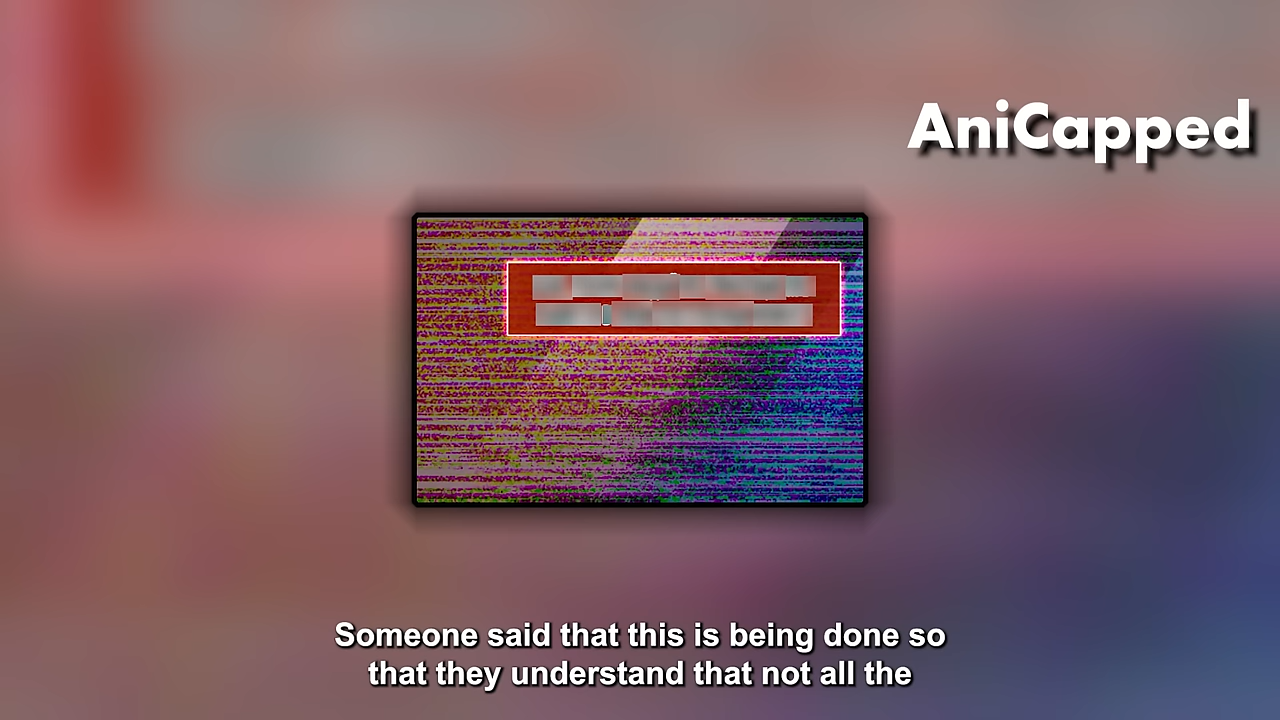 AniCapped
Someone said that this is being done so
that they understand that not all the